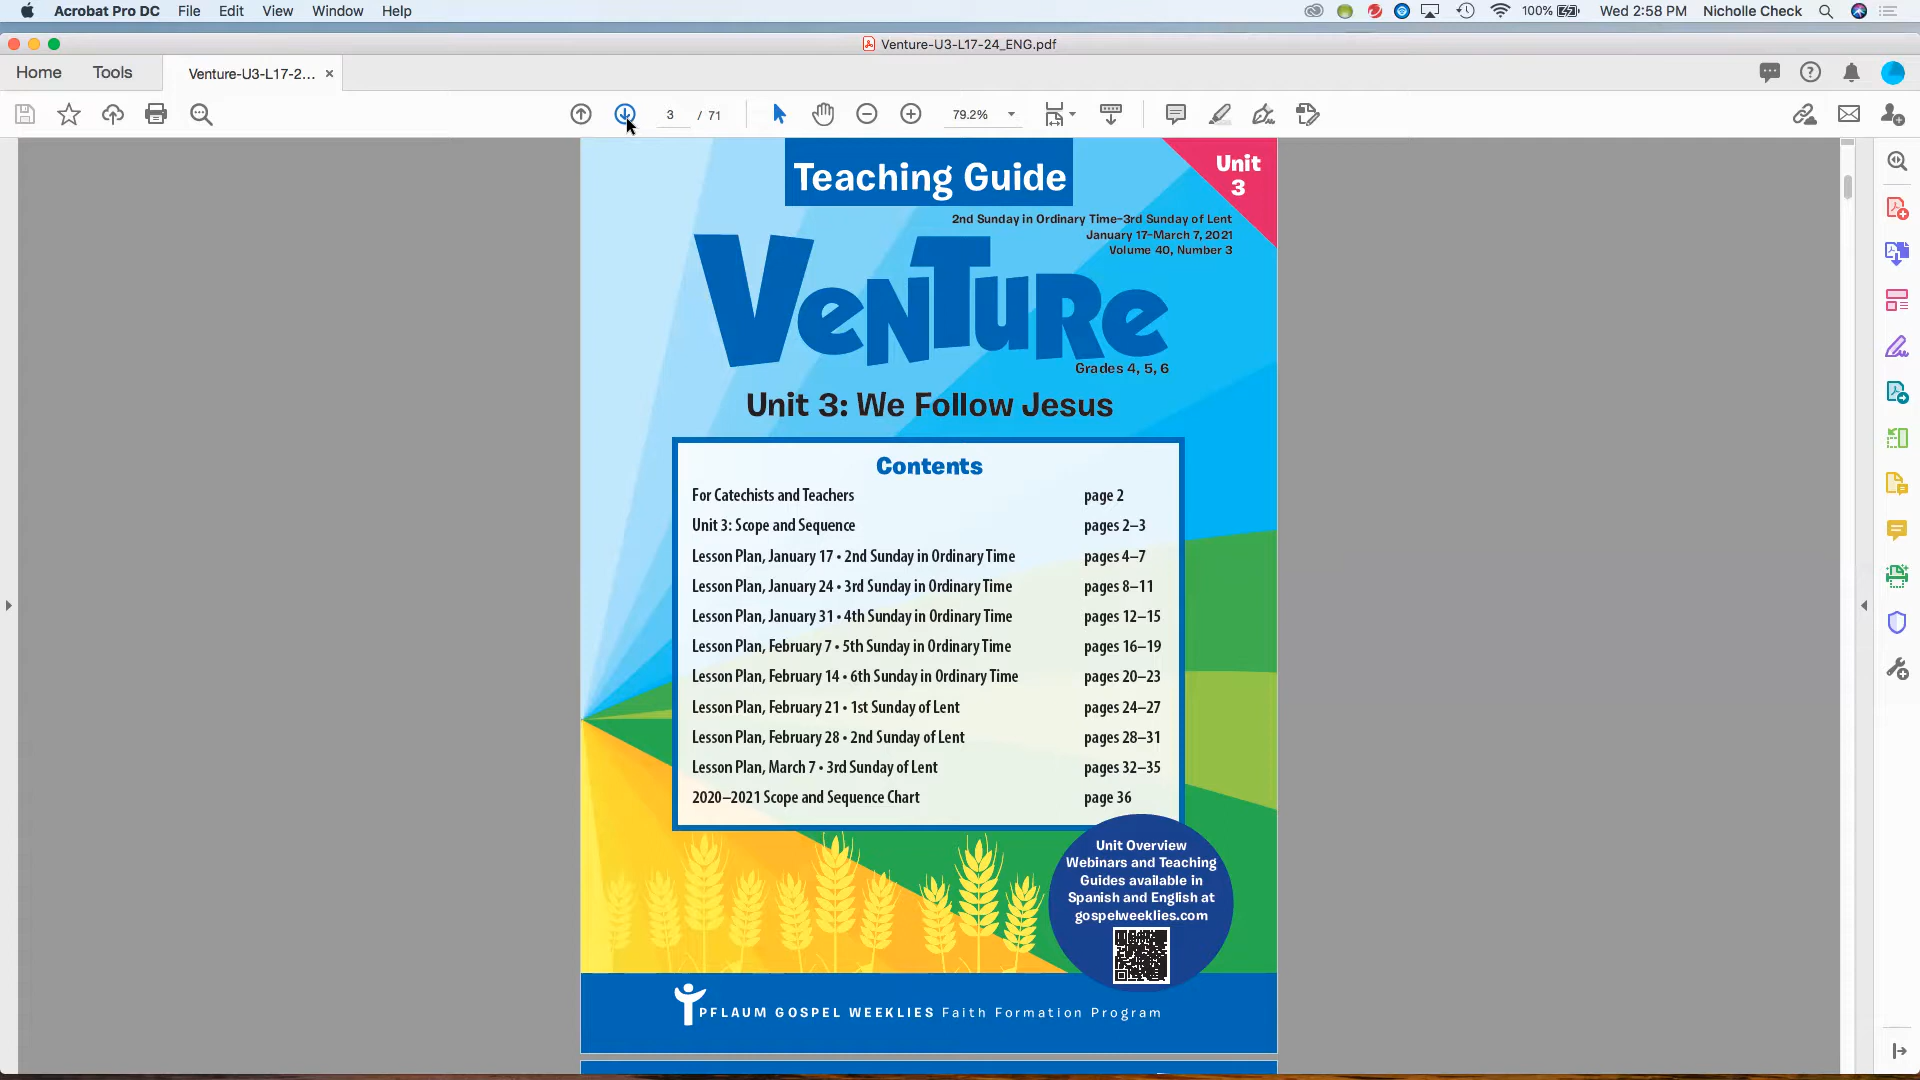 Acrobat Pro DC File Edit View Window Help 100% Wed 2:58 PM Nicholle Check
Venture-U3-L17-24_ENG.pdf
Home Tools Venture-U3-L17-2... ×
3 / 71 79.2%
Teaching Guide
Unit
3
2nd Sunday in Ordinary Time–3rd Sunday of Lent
January 17–March 7, 2021
Volume 40, Number 3
VenTuRe
Grades 4, 5, 6
Unit 3: We Follow Jesus
Contents
For Catechists and Teachers page 2
Unit 3: Scope and Sequence pages 2–3
Lesson Plan, January 17 • 2nd Sunday in Ordinary Time pages 4–7
Lesson Plan, January 24 • 3rd Sunday in Ordinary Time pages 8–11
Lesson Plan, January 31 • 4th Sunday in Ordinary Time pages 12–15
Lesson Plan, February 7 • 5th Sunday in Ordinary Time pages 16–19
Lesson Plan, February 14 • 6th Sunday in Ordinary Time pages 20–23
Lesson Plan, February 21 • 1st Sunday of Lent pages 24–27
Lesson Plan, February 28 • 2nd Sunday of Lent pages 28–31
Lesson Plan, March 7 • 3rd Sunday of Lent pages 32–35
2020–2021 Scope and Sequence Chart page 36
Unit Overview
Webinars and Teaching
Guides available in
Spanish and English at
gospelweeklies.com
PFLAUM GOSPEL WEEKLIES Faith Formation Program